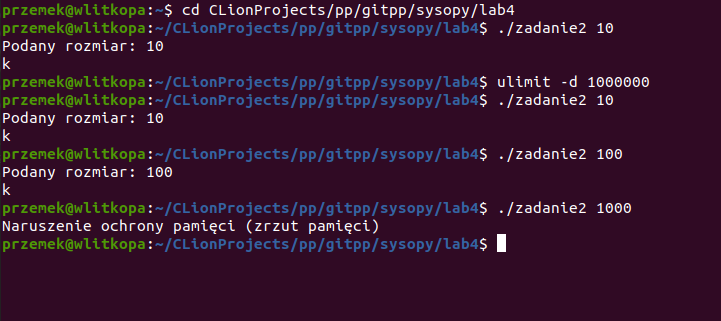 przemek@wlitkopa:~$ cd CLionProjects/pp/gitpp/sysopy/lab4
przemek@wlitkopa:~/CLionProjects/pp/gitpp/sysopy/lab4$ ./zadanie2 10
Podany rozmiar: 10
k
przemek@wlitkopa:~/CLionProjects/pp/gitpp/sysopy/lab4$ ulimit -d 1000000
przemek@wlitkopa:~/CLionProjects/pp/gitpp/sysopy/lab4$ ./zadanie2 10
Podany rozmiar: 10
k
przemek@wlitkopa:~/CLionProjects/pp/gitpp/sysopy/lab4$ ./zadanie2 100
Podany rozmiar: 100
k
przemek@wlitkopa:~/CLionProjects/pp/gitpp/sysopy/lab4$ ./zadanie2 1000
Naruszenie ochrony pamięci (zrzut pamięci)
przemek@wlitkopa:~/CLionProjects/pp/gitpp/sysopy/lab4$